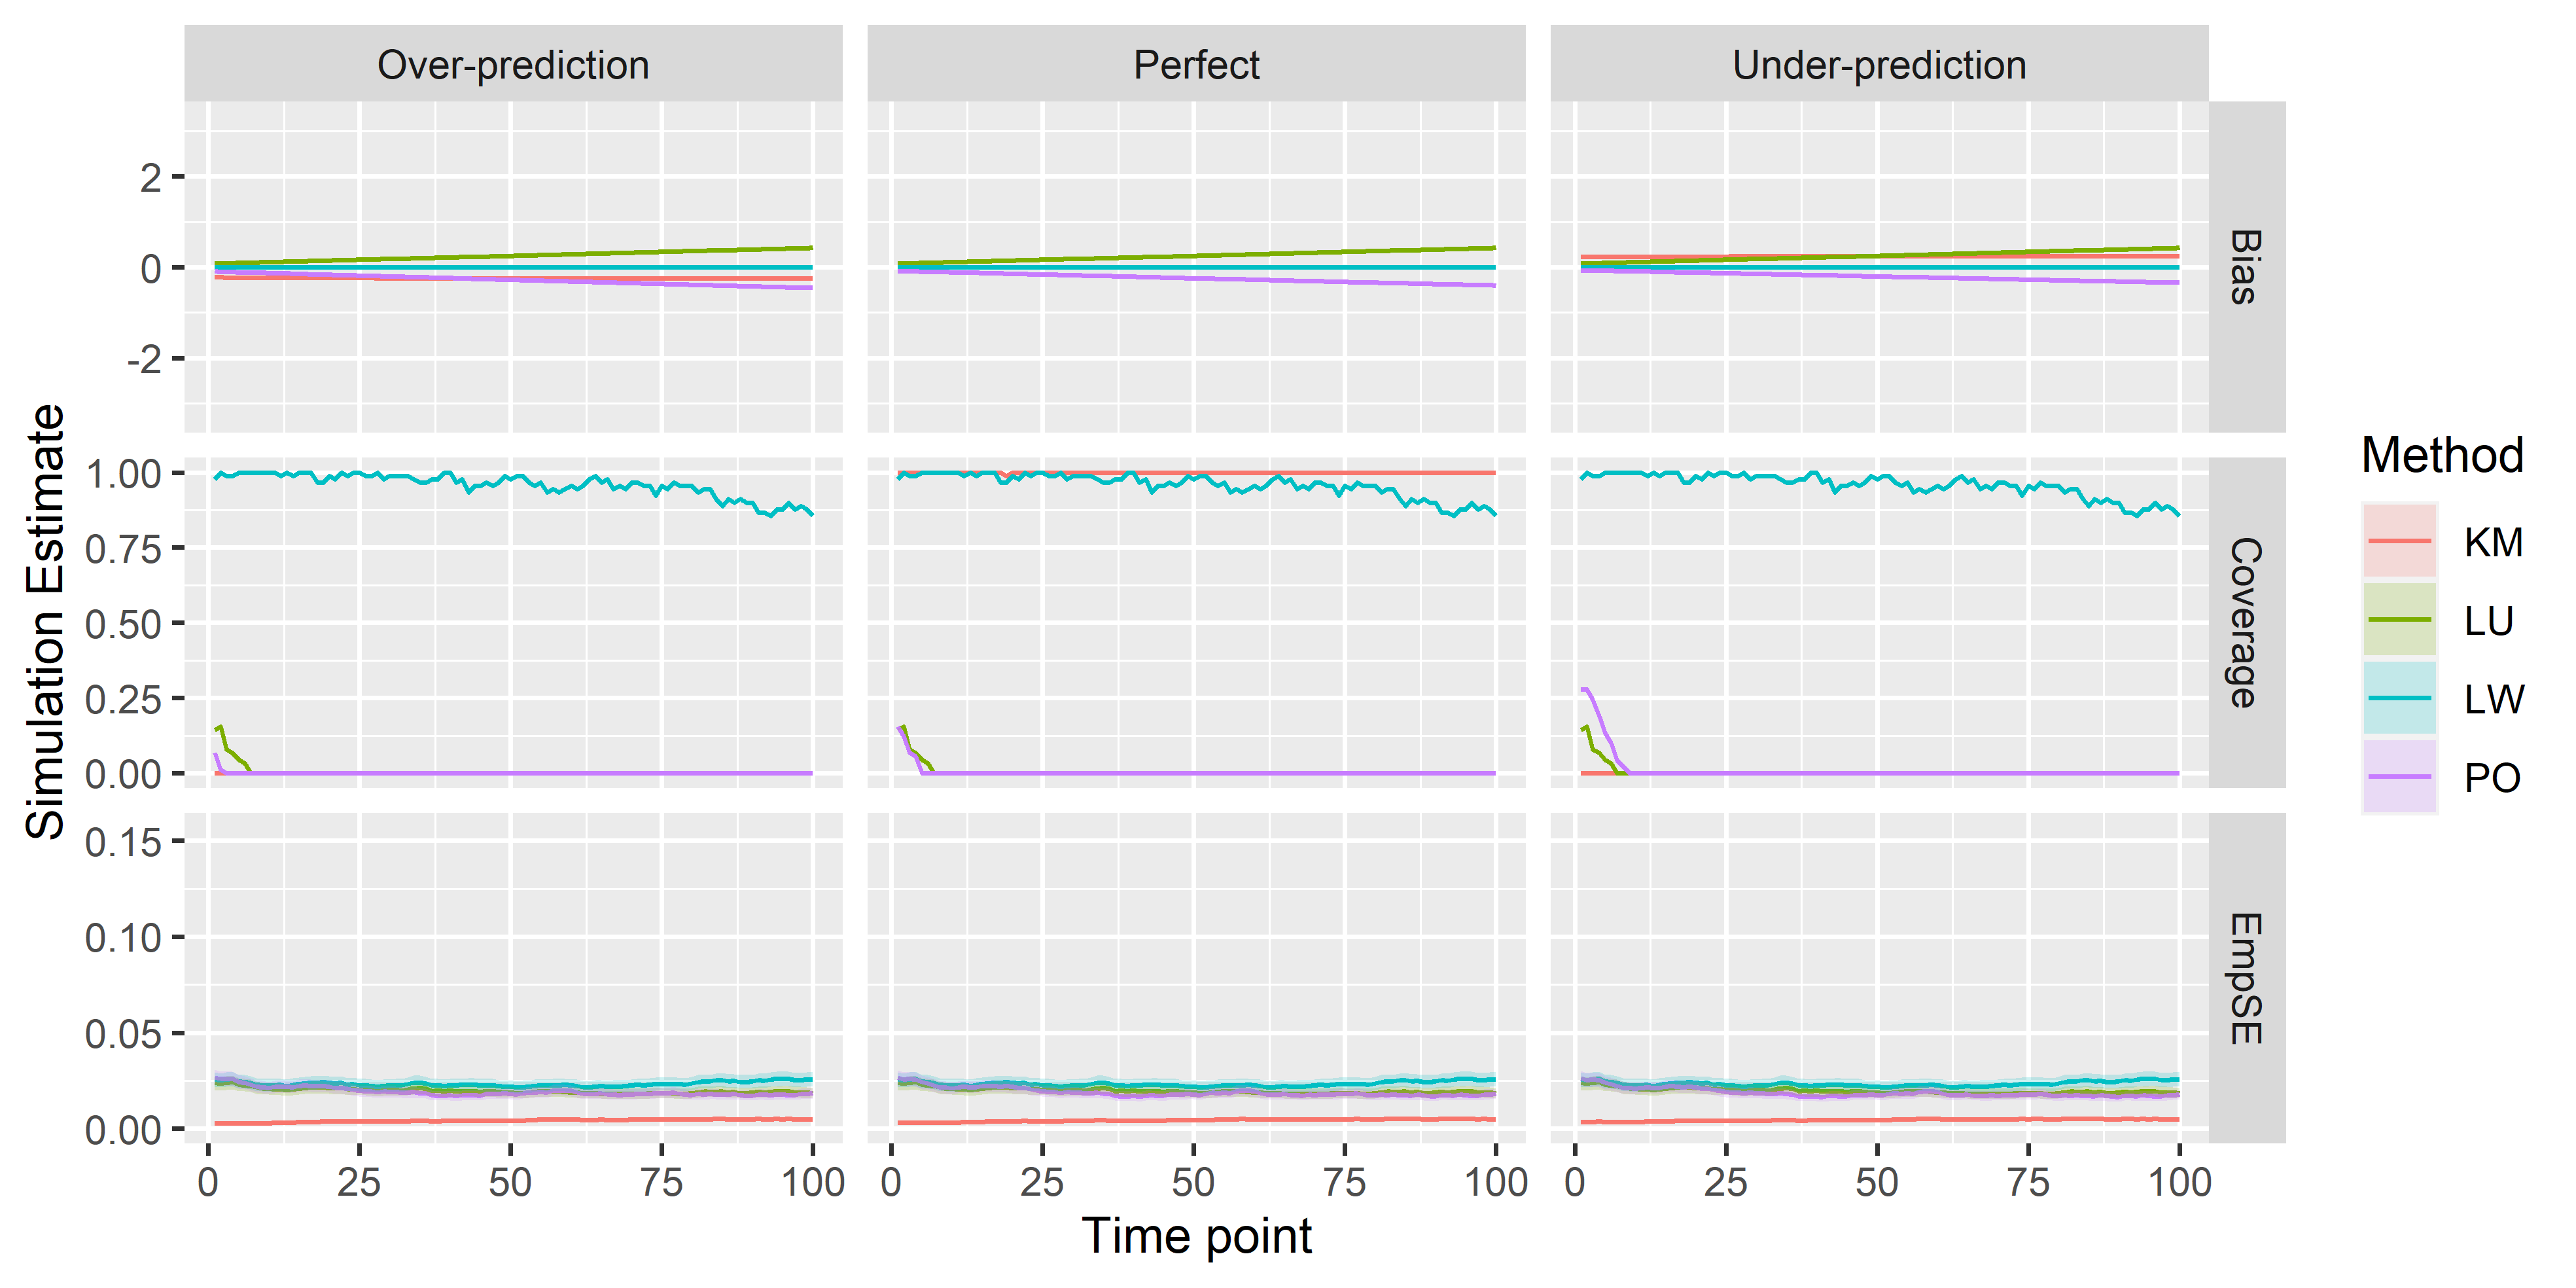 Over-prediction
Perfect
Under-prediction
2
0
-2
Bias
1.00
0.75
0.50
0.25
0.00
Coverage
0.15
0.10
0.05
0.00
EmpSE
0 25 50 75 100
0 25 50 75 100
0 25 50 75 100
Time point
Simulation Estimate
Method
KM
LU
LW
PO